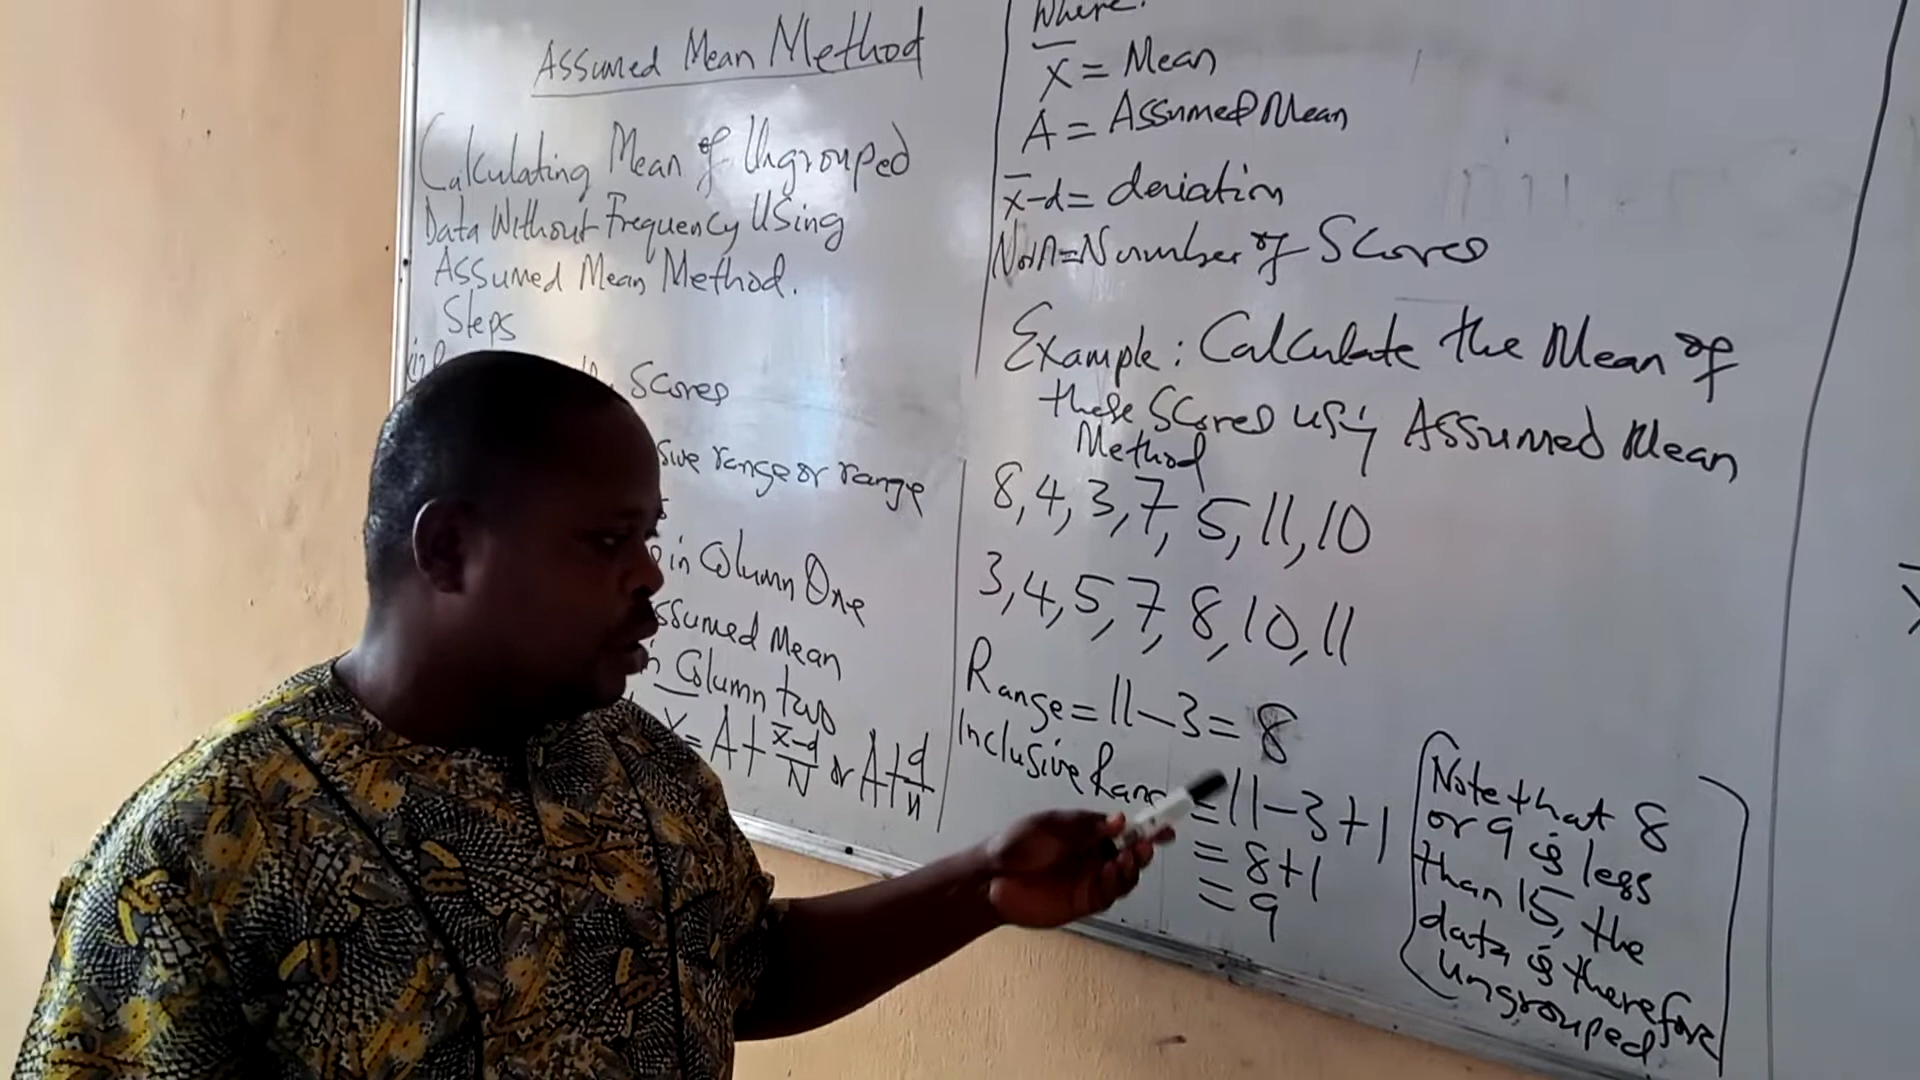 Assumed Mean Method
Calculating Mean of Ungrouped
Data Without Frequency Using
Assumed Mean Method.
Steps
Scores
sive range or range
in Column One
ssumed Mean
n Column two
X̄ = A + x̄-d/N or A + d/n
Where:
X̄ = Mean
A = Assumed Mean
x̄-d = deviation
N or n = Number of Scores
Example: Calculate the Mean of
these Scores using Assumed Mean
Method
8, 4, 3, 7, 5, 11, 10
3, 4, 5, 7, 8, 10, 11
Range = 11 - 3 = 8
Inclusive Rang = 11 - 3 + 1
= 8 + 1
= 9
Note that 8
or 9 is less
than 15, the
data is therefore
ungrouped